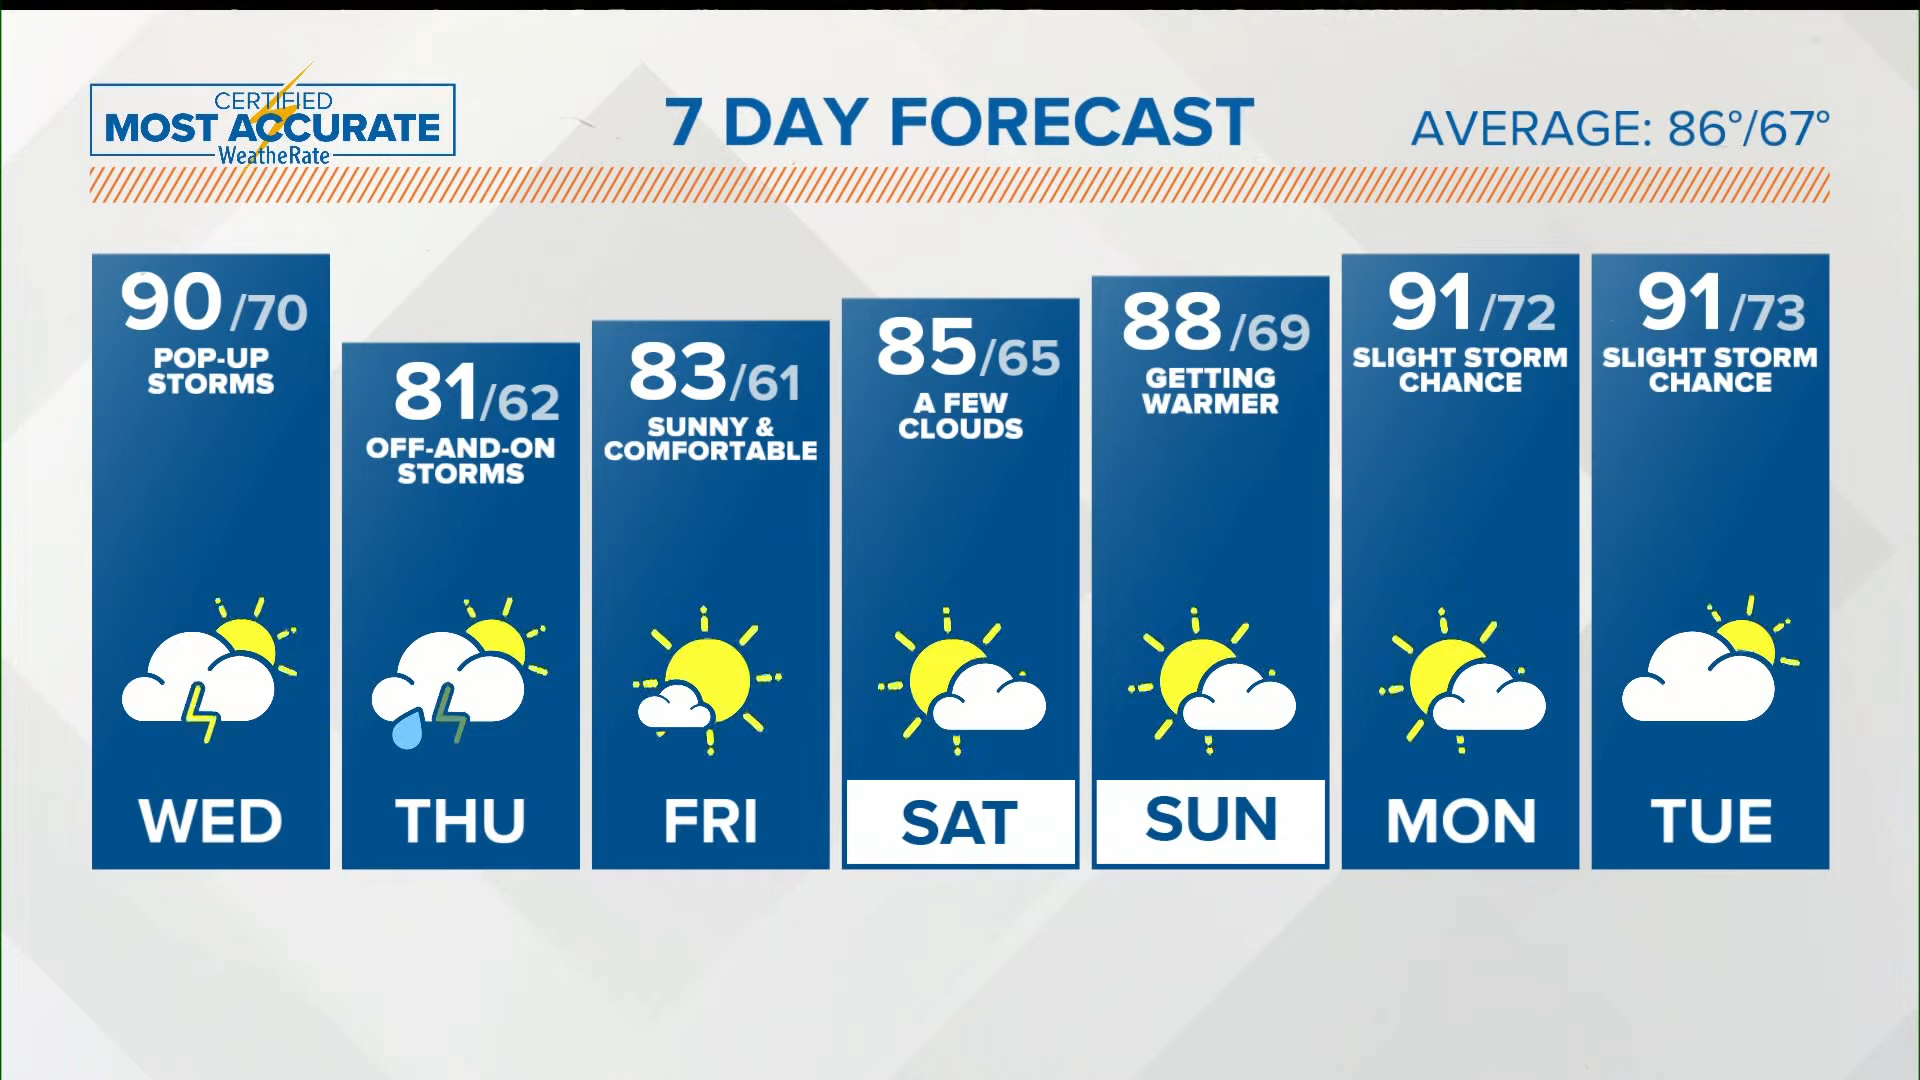 CERTIFIED
MOST ACCURATE
WeatheRate
7 DAY FORECAST
AVERAGE: 86°/67°
90/70
POP-UP
STORMS
WED
81/62
OFF-AND-ON
STORMS
THU
83/61
SUNNY &
COMFORTABLE
FRI
85/65
A FEW
CLOUDS
SAT
88/69
GETTING
WARMER
SUN
91/72
SLIGHT STORM
CHANCE
MON
91/73
SLIGHT STORM
CHANCE
TUE